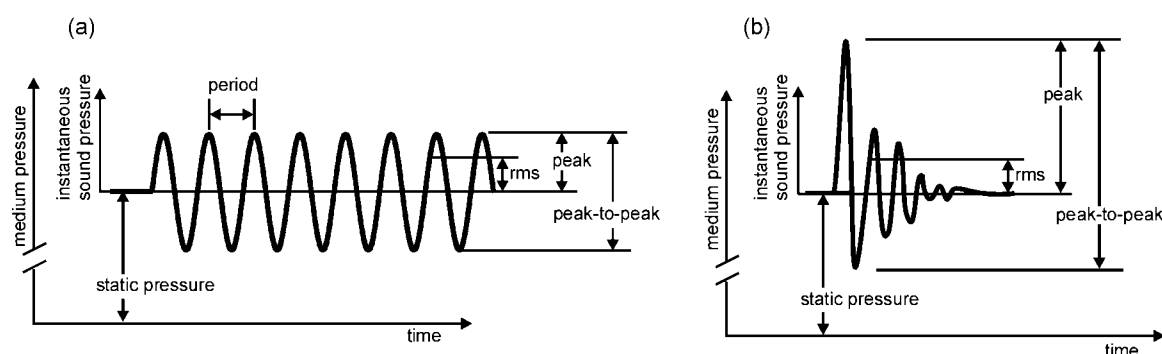 (a)
medium pressure
instantaneous
sound pressure
period
peak
rms
peak-to-peak
static pressure
time
(b)
medium pressure
instantaneous
sound pressure
peak
rms
peak-to-peak
static pressure
time